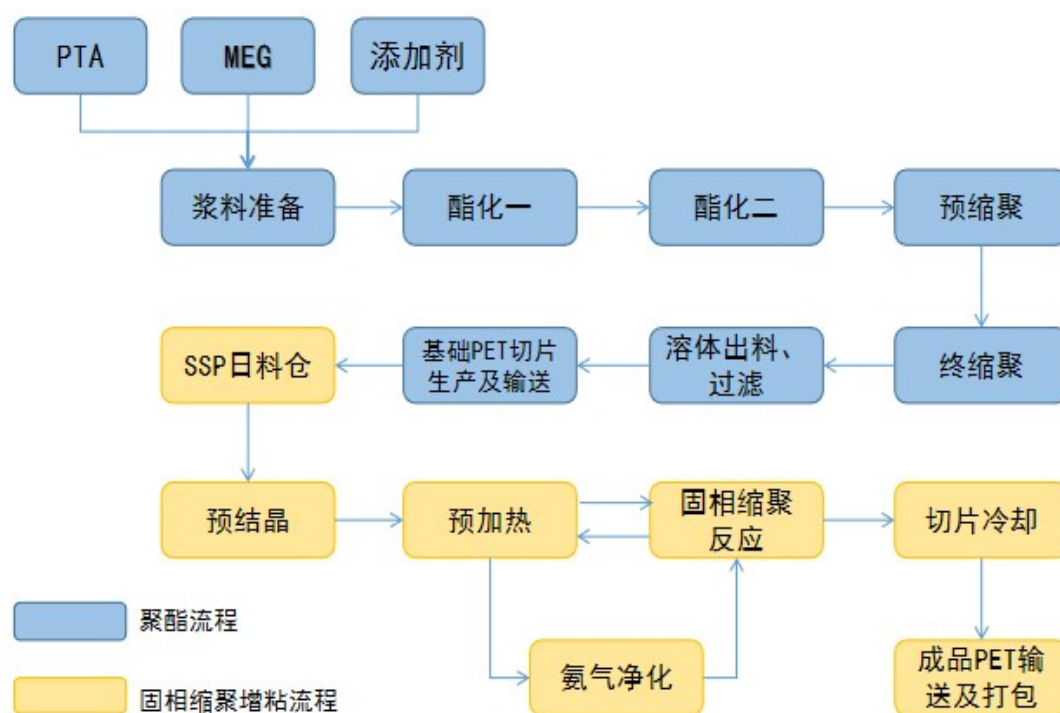 PTA
MEG
添加剂
浆料准备
酯化一
酯化二
预缩聚
SSP日料仓
基础PET切片
生产及输送
溶体出料、
过滤
终缩聚
预结晶
预加热
固相缩聚
反应
切片冷却
聚酯流程
氨气净化
成品PET输
送及打包
固相缩聚增粘流程